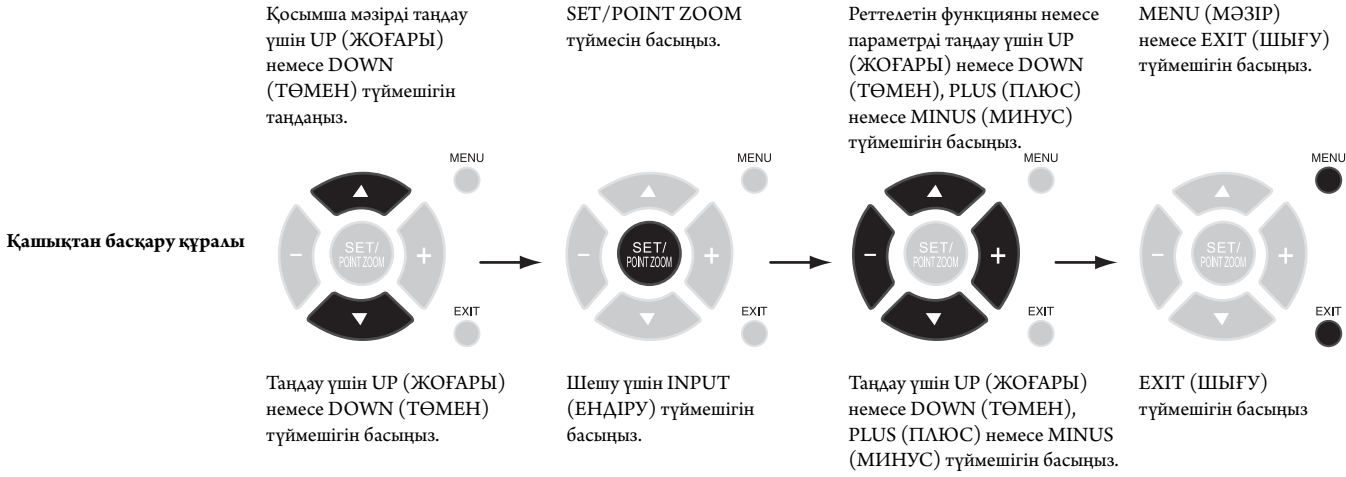 Қосымша мәзірді таңдау
үшін UP (ЖОҒАРЫ)
немесе DOWN
(ТӨМЕН) түймешігін
таңдаңыз.
SET/POINT ZOOM
түймесін басыңыз.
Реттелетін функцияны немесе
параметрді таңдау үшін UP
(ЖОҒАРЫ) немесе DOWN
(ТӨМЕН), PLUS (ПЛЮС)
немесе MINUS (МИНУС)
түймешігін басыңыз.
MENU (МӘЗІР)
немесе EXIT (ШЫҒУ)
түймешігін басыңыз.
Қашықтан басқару құралы
MENU
SET/
POINT ZOOM
EXIT
MENU
SET/
POINT ZOOM
EXIT
MENU
SET/
POINT ZOOM
EXIT
MENU
SET/
POINT ZOOM
EXIT
Таңдау үшін UP (ЖОҒАРЫ)
немесе DOWN (ТӨМЕН)
түймешігін басыңыз.
Шешу үшін INPUT
(ЕНДІРУ) түймешігін
басыңыз.
Таңдау үшін UP (ЖОҒАРЫ)
немесе DOWN (ТӨМЕН),
PLUS (ПЛЮС) немесе MINUS
(МИНУС) түймешігін басыңыз.
EXIT (ШЫҒУ)
түймешігін басыңыз